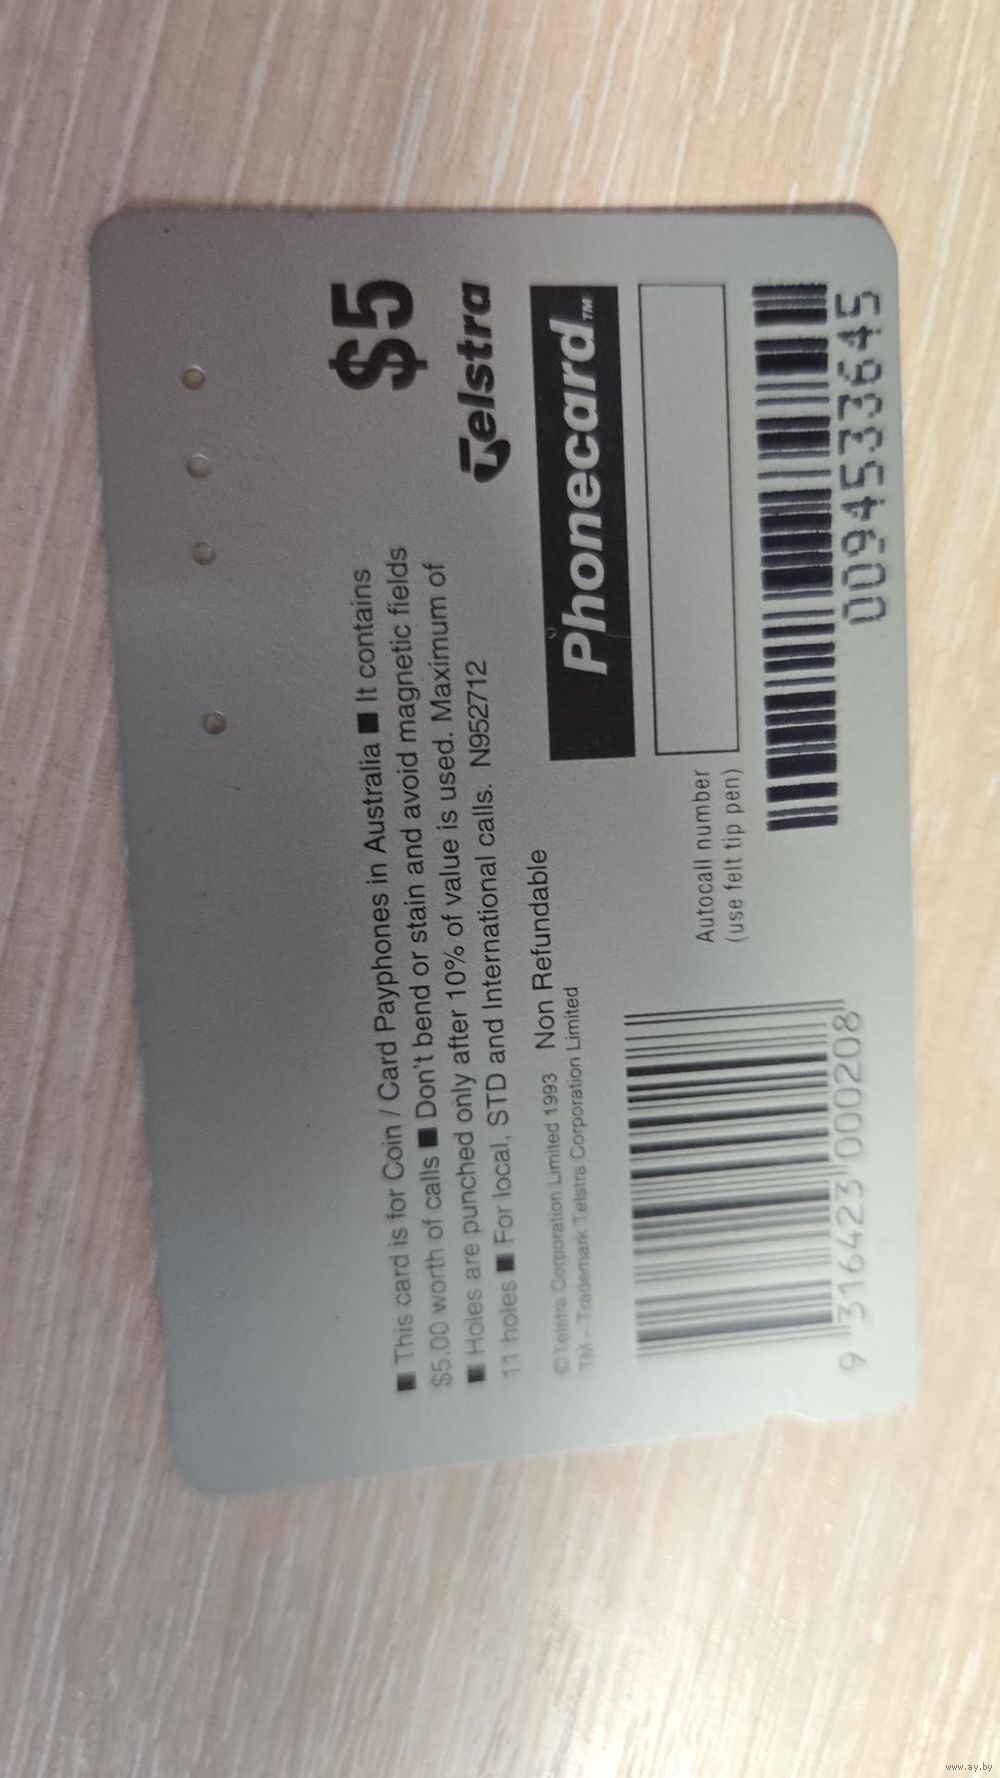 $5
Telstra
■ This card is for Coin / Card Payphones in Australia ■ It contains
$5.00 worth of calls ■ Don't bend or stain and avoid magnetic fields
■ Holes are punched only after 10% of value is used. Maximum of
11 holes ■ For local, STD and International calls. N952712
©Telstra Corporation Limited 1993 Non Refundable
TM – Trademark Telstra Corporation Limited
Phonecard™
Autocall number
(use felt tip pen)
9 316423 000208
00945333645
www.ay.by